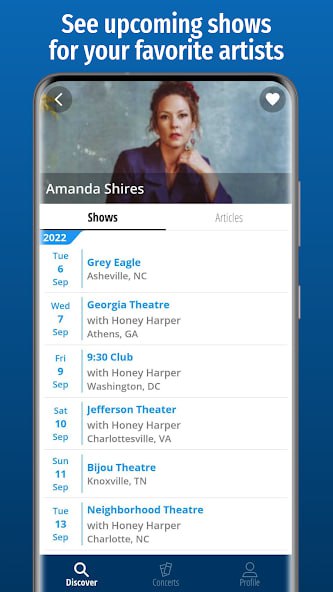 See upcoming shows
for your favorite artists
Amanda Shires
Shows
Articles
2022
Tue
6
Sep
Grey Eagle
Asheville, NC
Wed
7
Sep
Georgia Theatre
with Honey Harper
Athens, GA
Fri
9
Sep
9:30 Club
with Honey Harper
Washington, DC
Sat
10
Sep
Jefferson Theater
with Honey Harper
Charlottesville, VA
Sun
11
Sep
Bijou Theatre
Knoxville, TN
Tue
13
Sep
Neighborhood Theatre
with Honey Harper
Charlotte, NC
Discover
Concerts
Profile